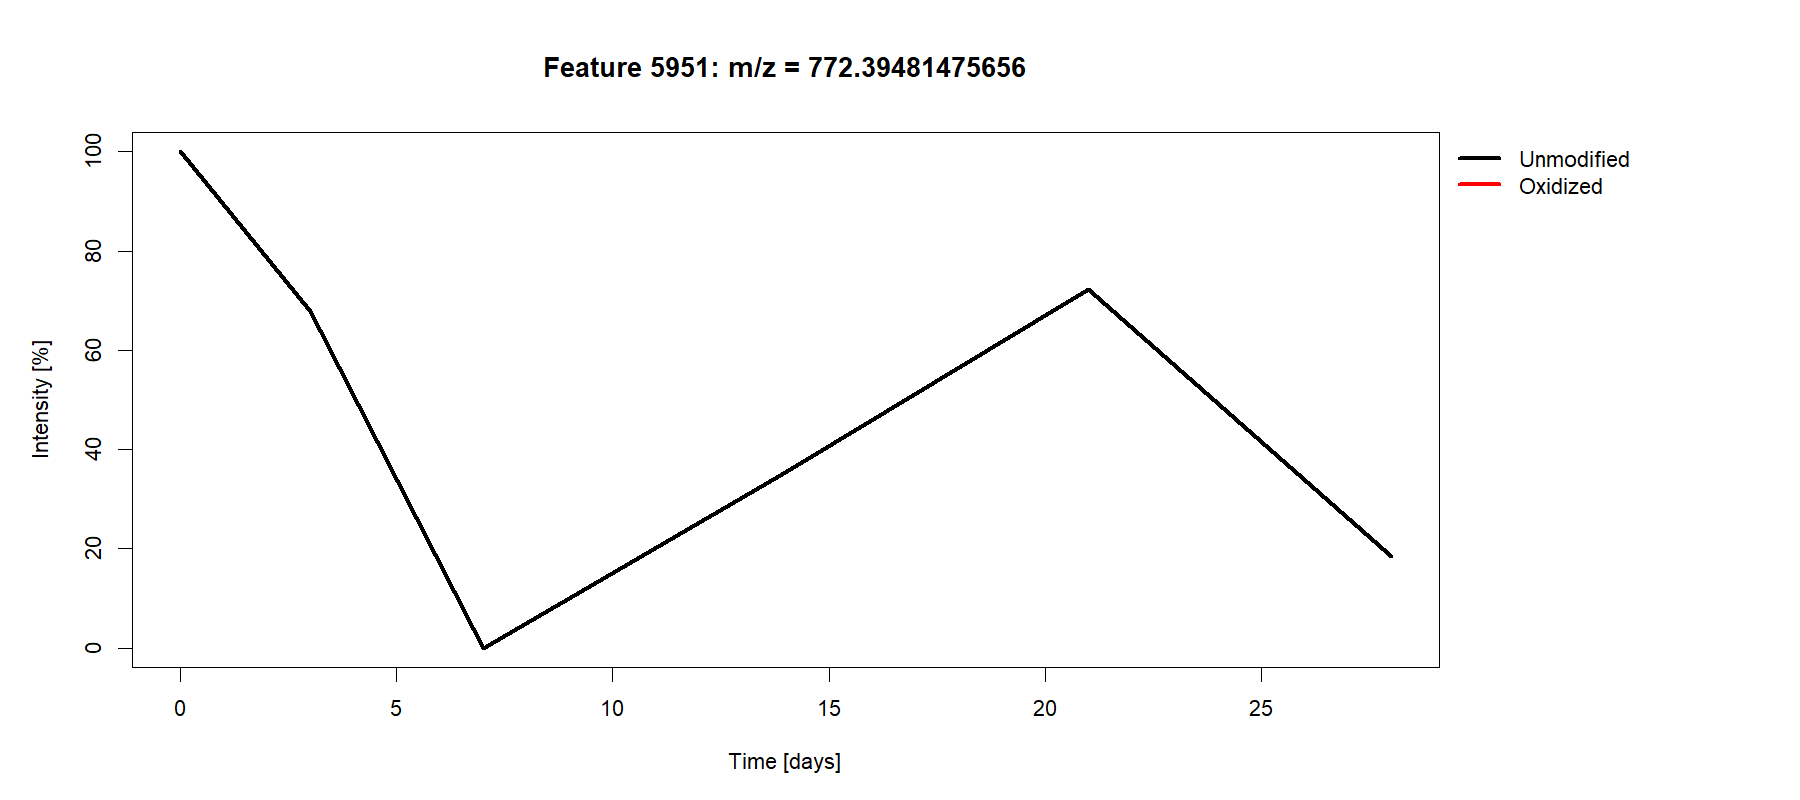 Feature 5951: m/z = 772.39481475656
Unmodified
Oxidized
Intensity [%]
100
80
60
40
20
0
0 5 10 15 20 25
Time [days]